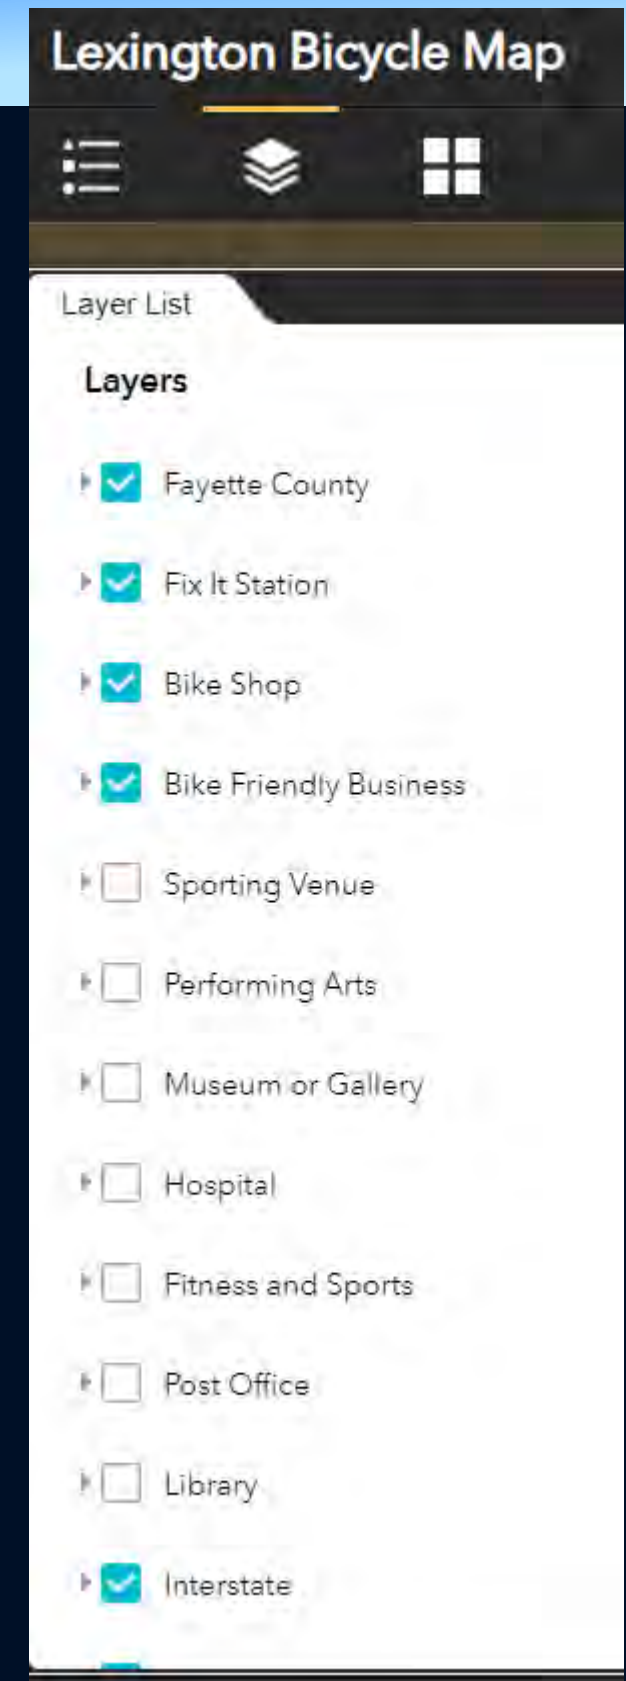 Lexington Bicycle Map
Layer List
Layers
Fayette County
Fix It Station
Bike Shop
Bike Friendly Business
Sporting Venue
Performing Arts
Museum or Gallery
Hospital
Fitness and Sports
Post Office
Library
Interstate